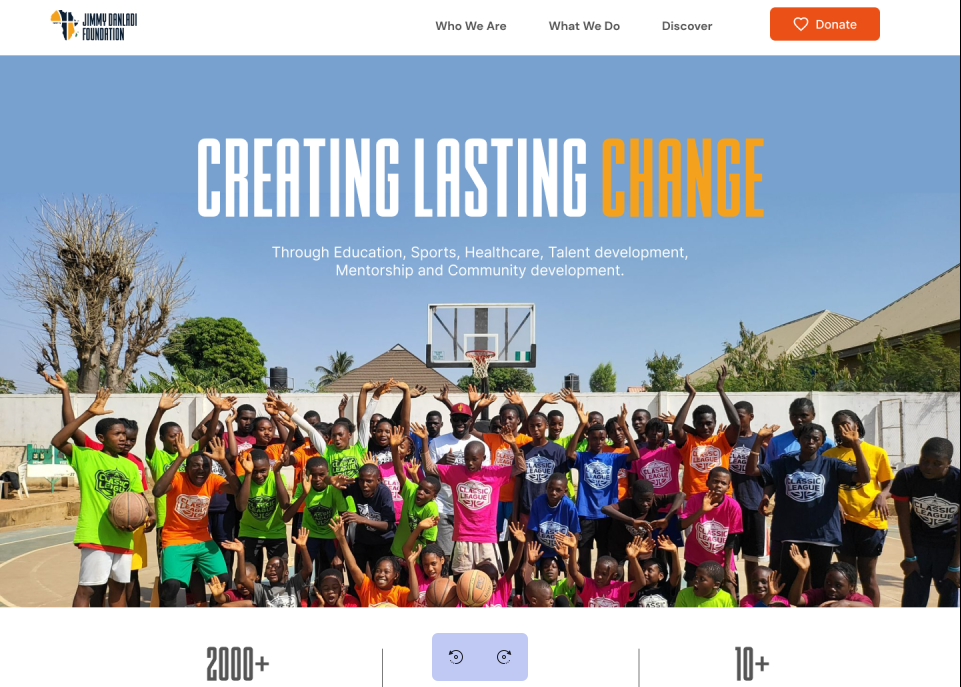 JIMMY DANLADI
FOUNDATION
Who We Are
What We Do
Discover
Donate
CREATING LASTING CHANGE
Through Education, Sports, Healthcare, Talent development,
Mentorship and Community development.
CLASSIC
LEAGUE
CLASSIC
LEAGUE
CLASSIC
LEAGUE
CLASSIC
LEAGUE
CLASSIC
LEAGUE
CLASSIC
LEAGUE
CLASSIC
LEAGUE
2000+
10+